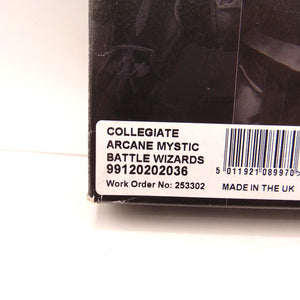 COLLEGIATE
ARCANE MYSTIC
BATTLE WIZARDS
99120202036
Work Order No: 253302
5 011921 089970 >
MADE IN THE UK